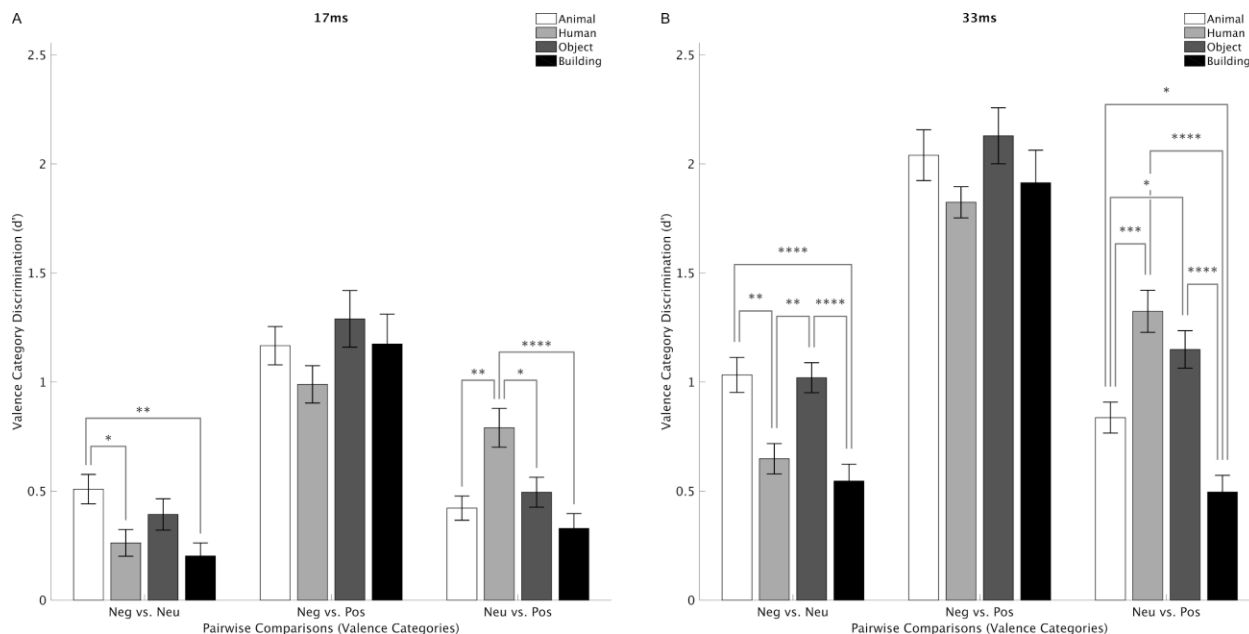 A
17ms
Animal
Human
Object
Building
Valence Category Discrimination (d')
2.5
2
1.5
1
0.5
0
**
*
**
*
****
Neg vs. Neu
Neg vs. Pos
Neu vs. Pos
Pairwise Comparisons (Valence Categories)
B
33ms
Animal
Human
Object
Building
Valence Category Discrimination (d')
2.5
2
1.5
1
0.5
0
****
**
**
****
*
****
*
***
****
Neg vs. Neu
Neg vs. Pos
Neu vs. Pos
Pairwise Comparisons (Valence Categories)